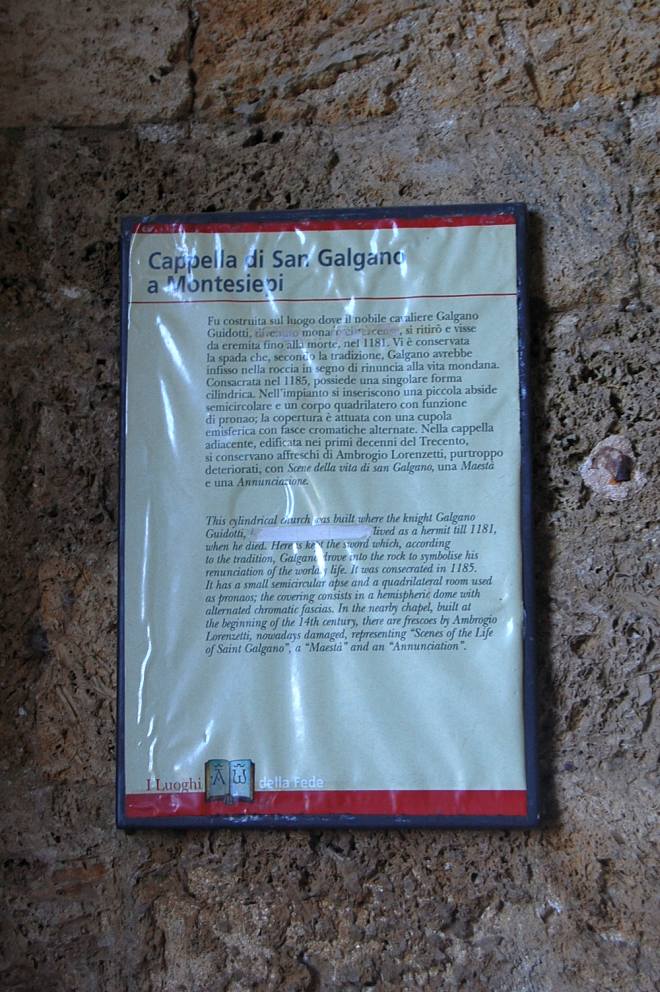 Cappella di San Galgano
a Montesiepi
Fu costruita sul luogo dove il nobile cavaliere Galgano
Guidotti, divenuto monaco cistercense, si ritirò e visse
da eremita fino alla morte, nel 1181. Vi è conservata
la spada che, secondo la tradizione, Galgano avrebbe
infisso nella roccia in segno di rinuncia alla vita mondana.
Consacrata nel 1185, possiede una singolare forma
cilindrica. Nell'impianto si inseriscono una piccola abside
semicircolare e un corpo quadrilatero con funzione
di pronao; la copertura è attuata con una cupola
emisferica con fasce cromatiche alternate. Nella cappella
adiacente, edificata nei primi decenni del Trecento,
si conservano affreschi di Ambrogio Lorenzetti, purtroppo
deteriorati, con Scene della vita di san Galgano, una Maestà
e una Annunciazione.
This cylindrical church was built where the knight Galgano
Guidotti, lived as a hermit till 1181,
when he died. Here is kept the sword which, according
to the tradition, Galgano drove into the rock to symbolise his
renunciation of the worldly life. It was consecrated in 1185.
It has a small semicircular apse and a quadrilateral room used
as pronaos; the covering consists in a hemispheric dome with
alternated chromatic fascias. In the nearby chapel, built at
the beginning of the 14th century, there are frescoes by Ambrogio
Lorenzetti, nowadays damaged, representing "Scenes of the Life
of Saint Galgano", a "Maestà" and an "Annunciation".
I Luoghi A ω della Fede